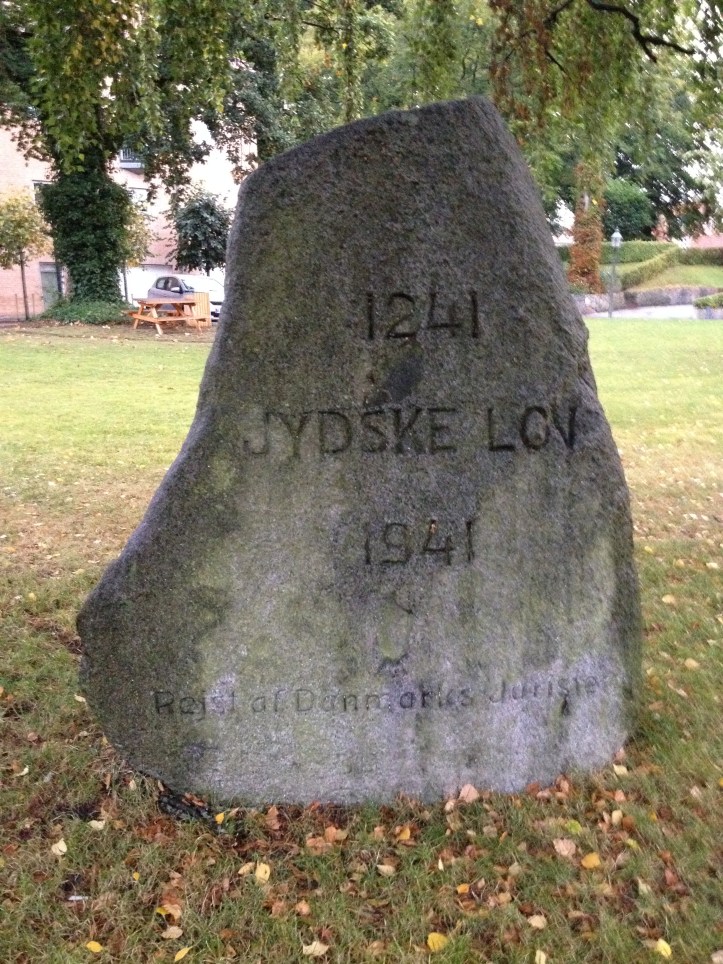 1241
JYDSKE LOV
1941
Rejst af Danmarks Jurister